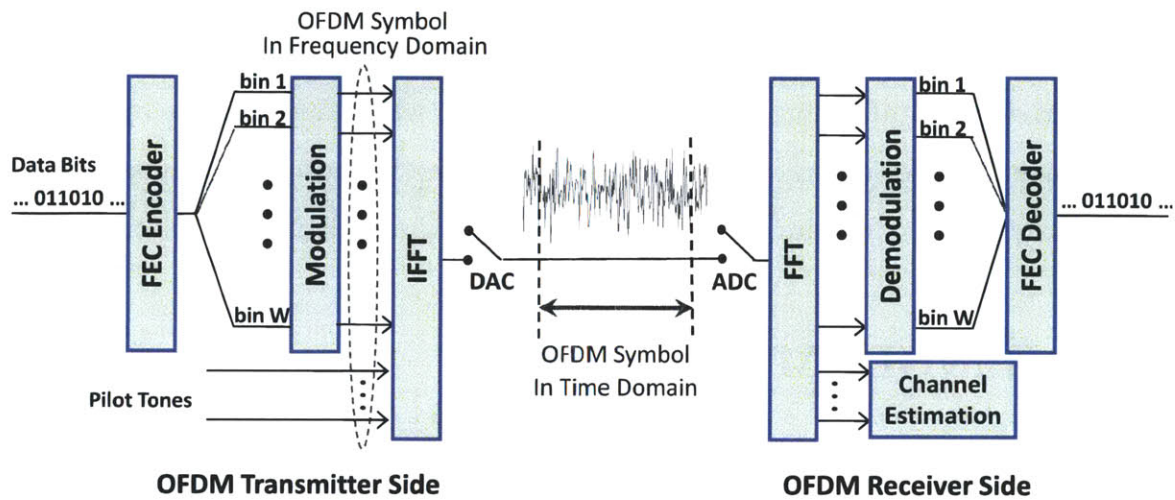 OFDM Symbol
In Frequency Domain
FEC Encoder
bin 1
bin 2
bin W
Modulation
IFFT
Data Bits
... 011010 ...
Pilot Tones
DAC
OFDM Symbol
In Time Domain
ADC
FFT
Demodulation
bin 1
bin 2
bin W
FEC Decoder
... 011010 ...
Channel
Estimation
OFDM Transmitter Side
OFDM Receiver Side